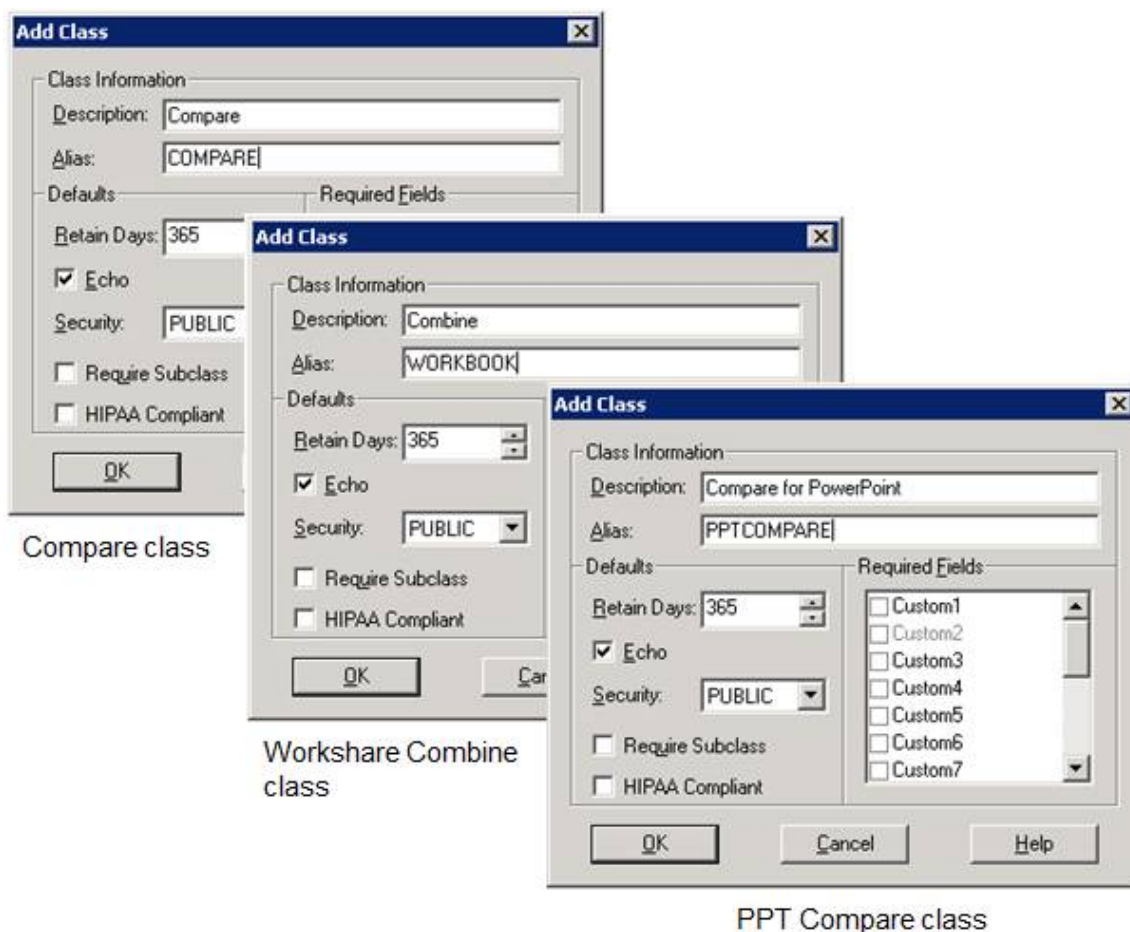 Add Class
Class Information
Description: Compare
Alias: COMPARE
Defaults
Required Fields
Retain Days: 365
Echo
Security: PUBLIC
Require Subclass
HIPAA Compliant
OK
Compare class
Add Class
Class Information
Description: Combine
Alias: WORKBOOK
Defaults
Retain Days: 365
Echo
Security: PUBLIC
Require Subclass
HIPAA Compliant
OK
Workshare Combine
class
Add Class
Class Information
Description: Compare for PowerPoint
Alias: PPTCOMPARE
Defaults
Required Fields
Retain Days: 365
Echo
Security: PUBLIC
Require Subclass
HIPAA Compliant
Custom1
Custom2
Custom3
Custom4
Custom5
Custom6
Custom7
OK Cancel Help
PPT Compare class